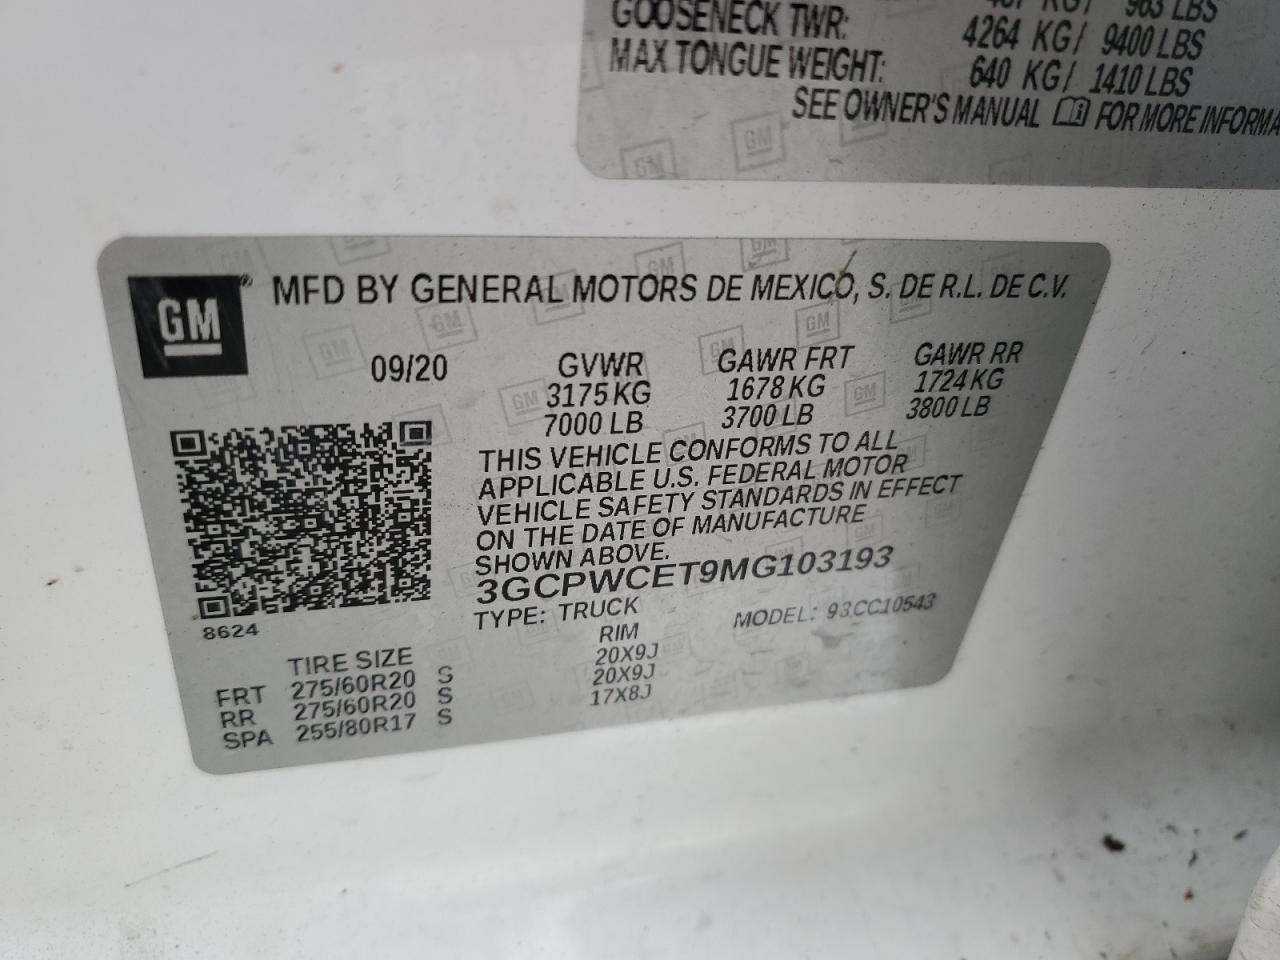 963 LBS
GOOSENECK TWR: 4264 KG/ 9400 LBS
MAX TONGUE WEIGHT: 640 KG/ 1410 LBS
SEE OWNER'S MANUAL FOR MORE INFORMA
GM MFD BY GENERAL MOTORS DE MEXICO, S. DE R.L. DE C.V.
09/20 GVWR GAWR FRT GAWR RR
3175 KG 1678 KG 1724 KG
7000 LB 3700 LB 3800 LB
THIS VEHICLE CONFORMS TO ALL
APPLICABLE U.S. FEDERAL MOTOR
VEHICLE SAFETY STANDARDS IN EFFECT
ON THE DATE OF MANUFACTURE
SHOWN ABOVE.
3GCPWCET9MG103193
TYPE: TRUCK MODEL: 93CC10543
8624
TIRE SIZE RIM
FRT 275/60R20 S 20X9J
RR 275/60R20 S 20X9J
SPA 255/80R17 S 17X8J